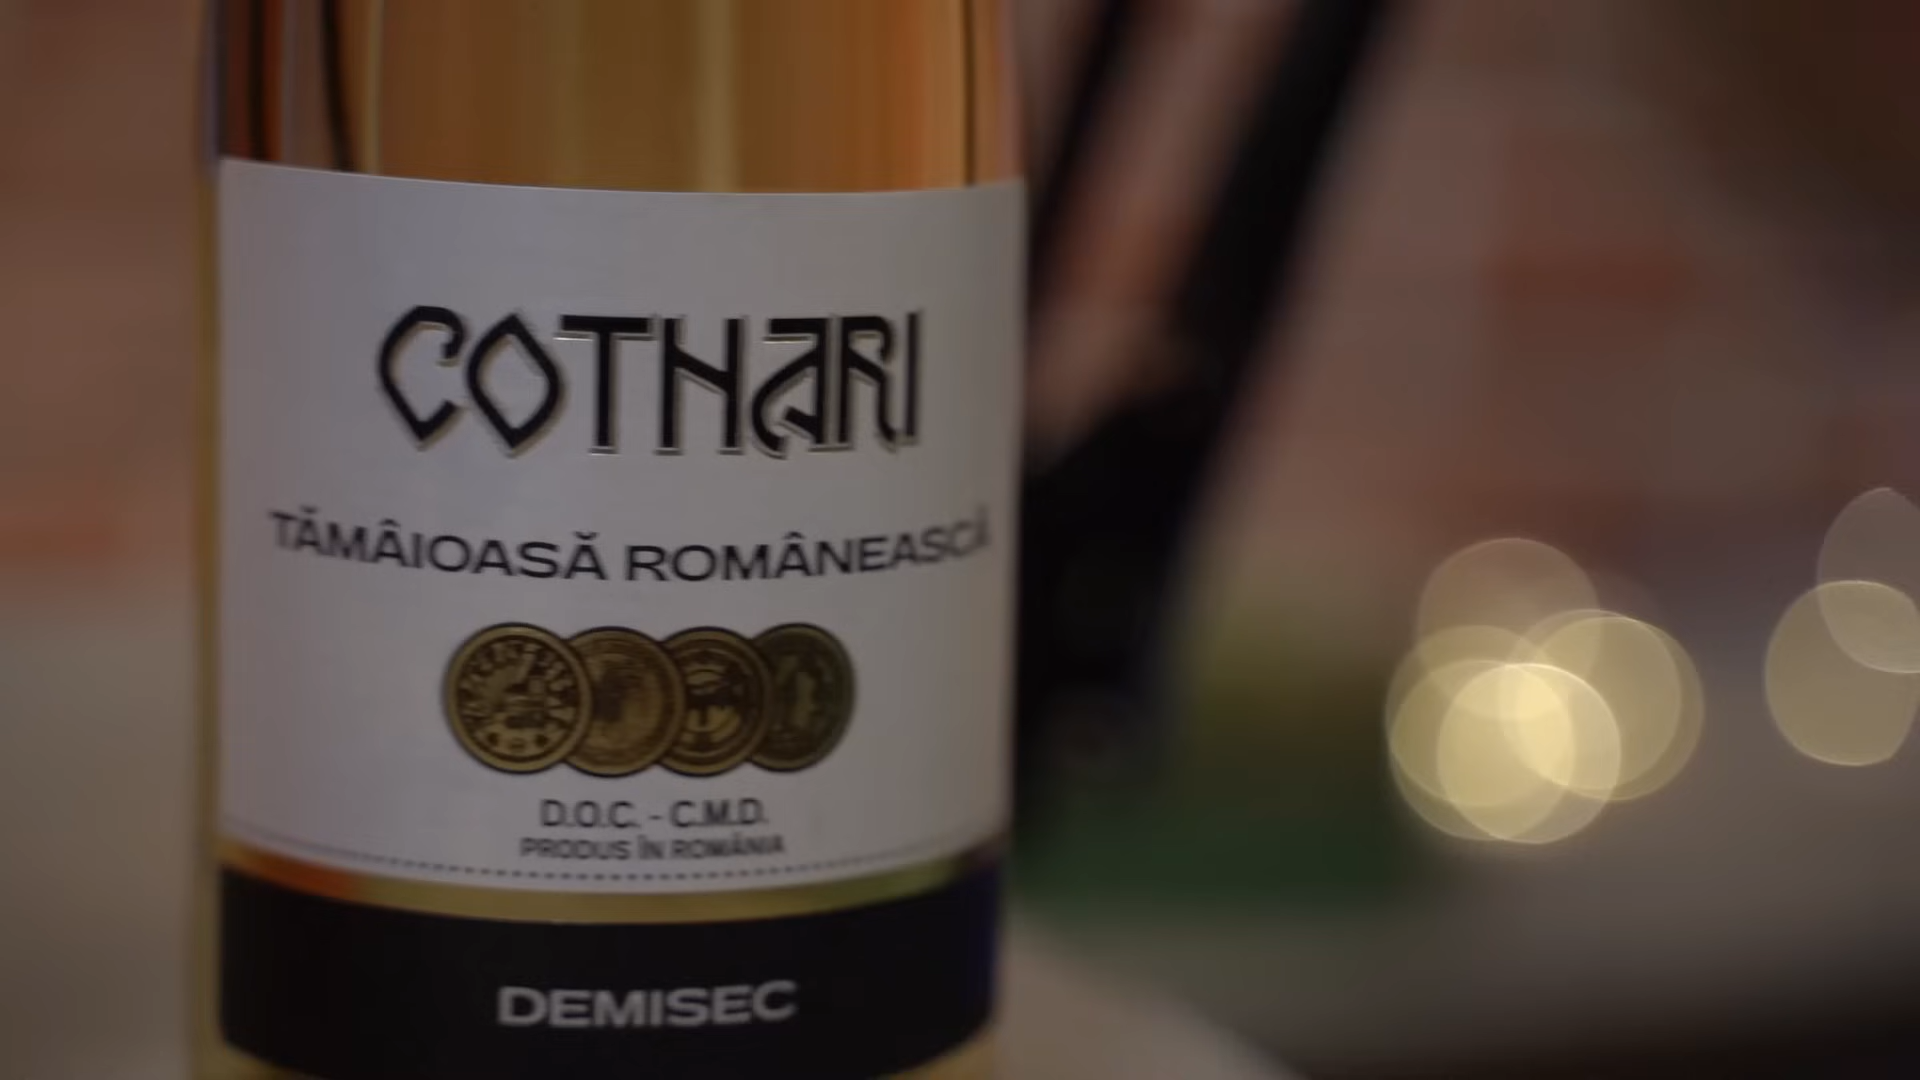 COTNARI
TĂMÂIOASĂ ROMÂNEASCĂ
D.O.C. - C.M.D.
PRODUS ÎN ROMÂNIA
DEMISEC